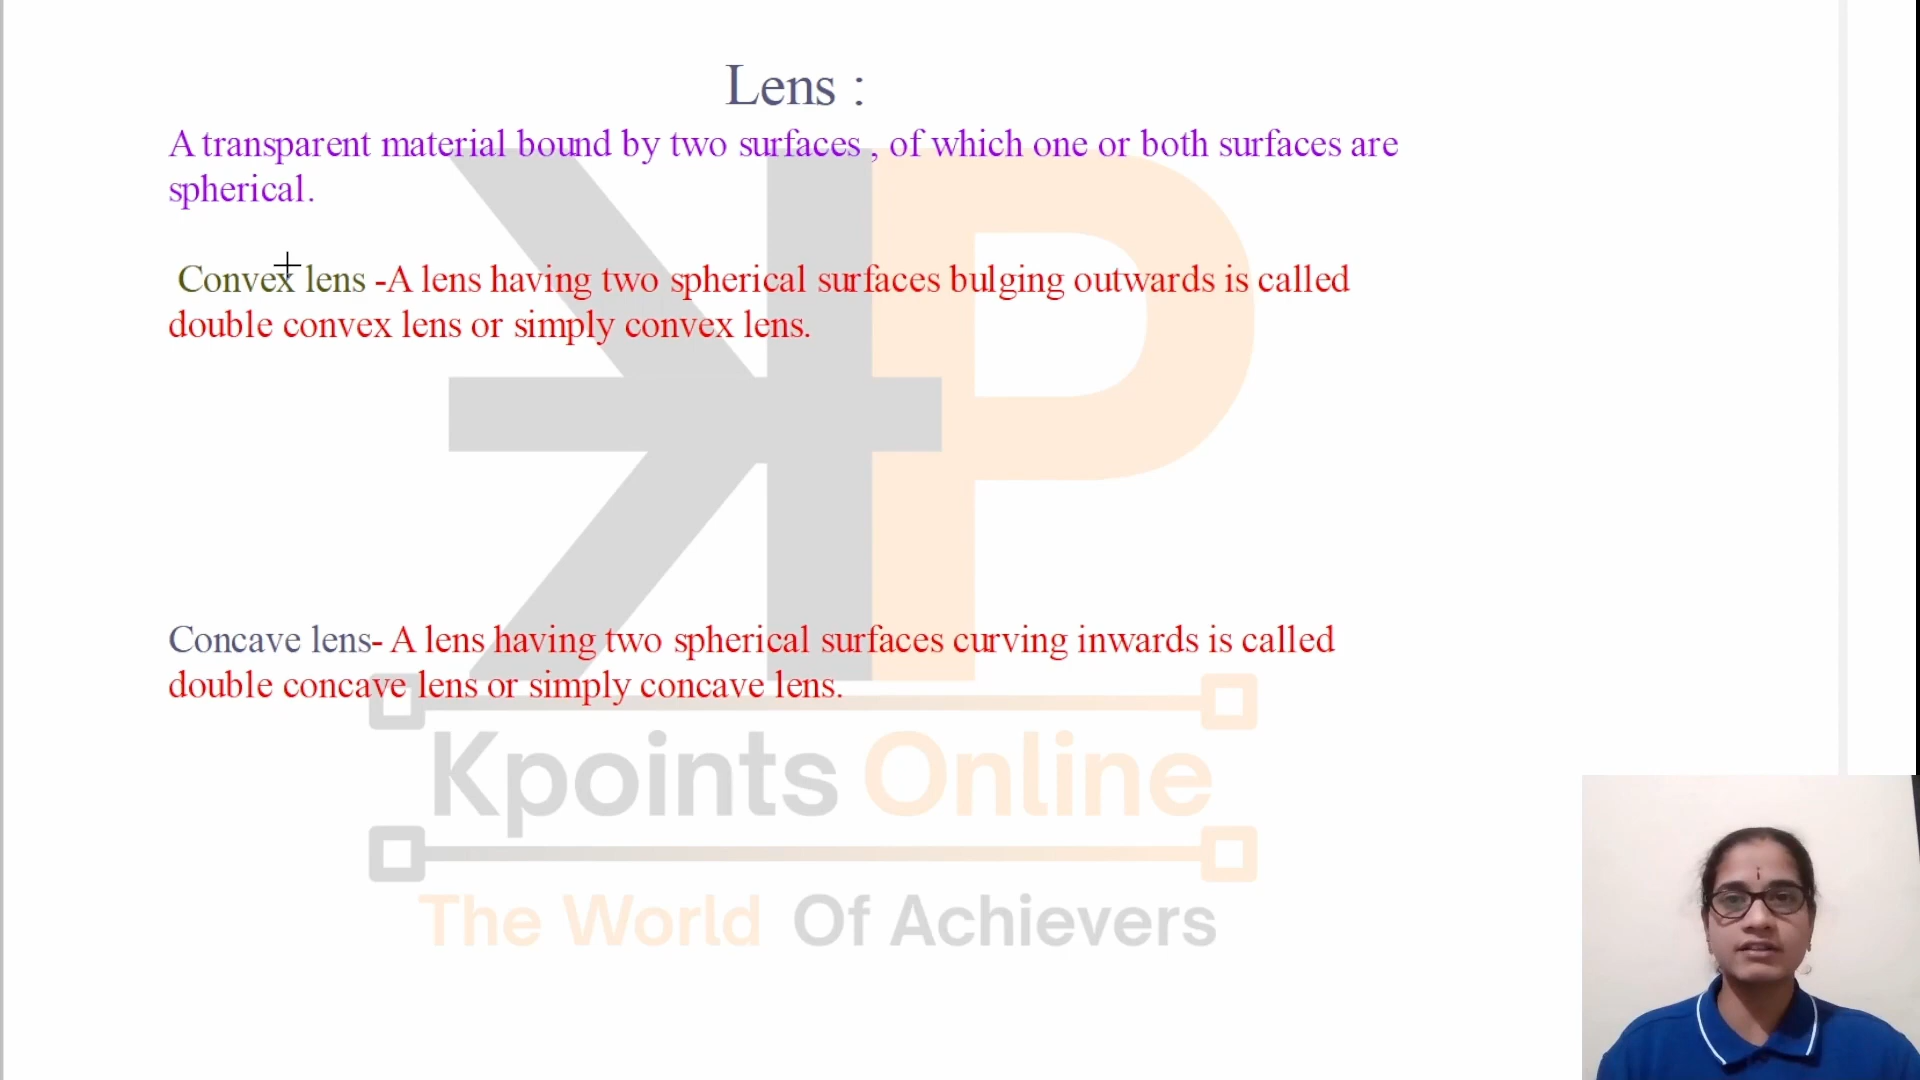 Lens :
A transparent material bound by two surfaces , of which one or both surfaces are
spherical.
Convex lens -A lens having two spherical surfaces bulging outwards is called
double convex lens or simply convex lens.
Concave lens- A lens having two spherical surfaces curving inwards is called
double concave lens or simply concave lens.
KP
Kpoints Online
The World Of Achievers